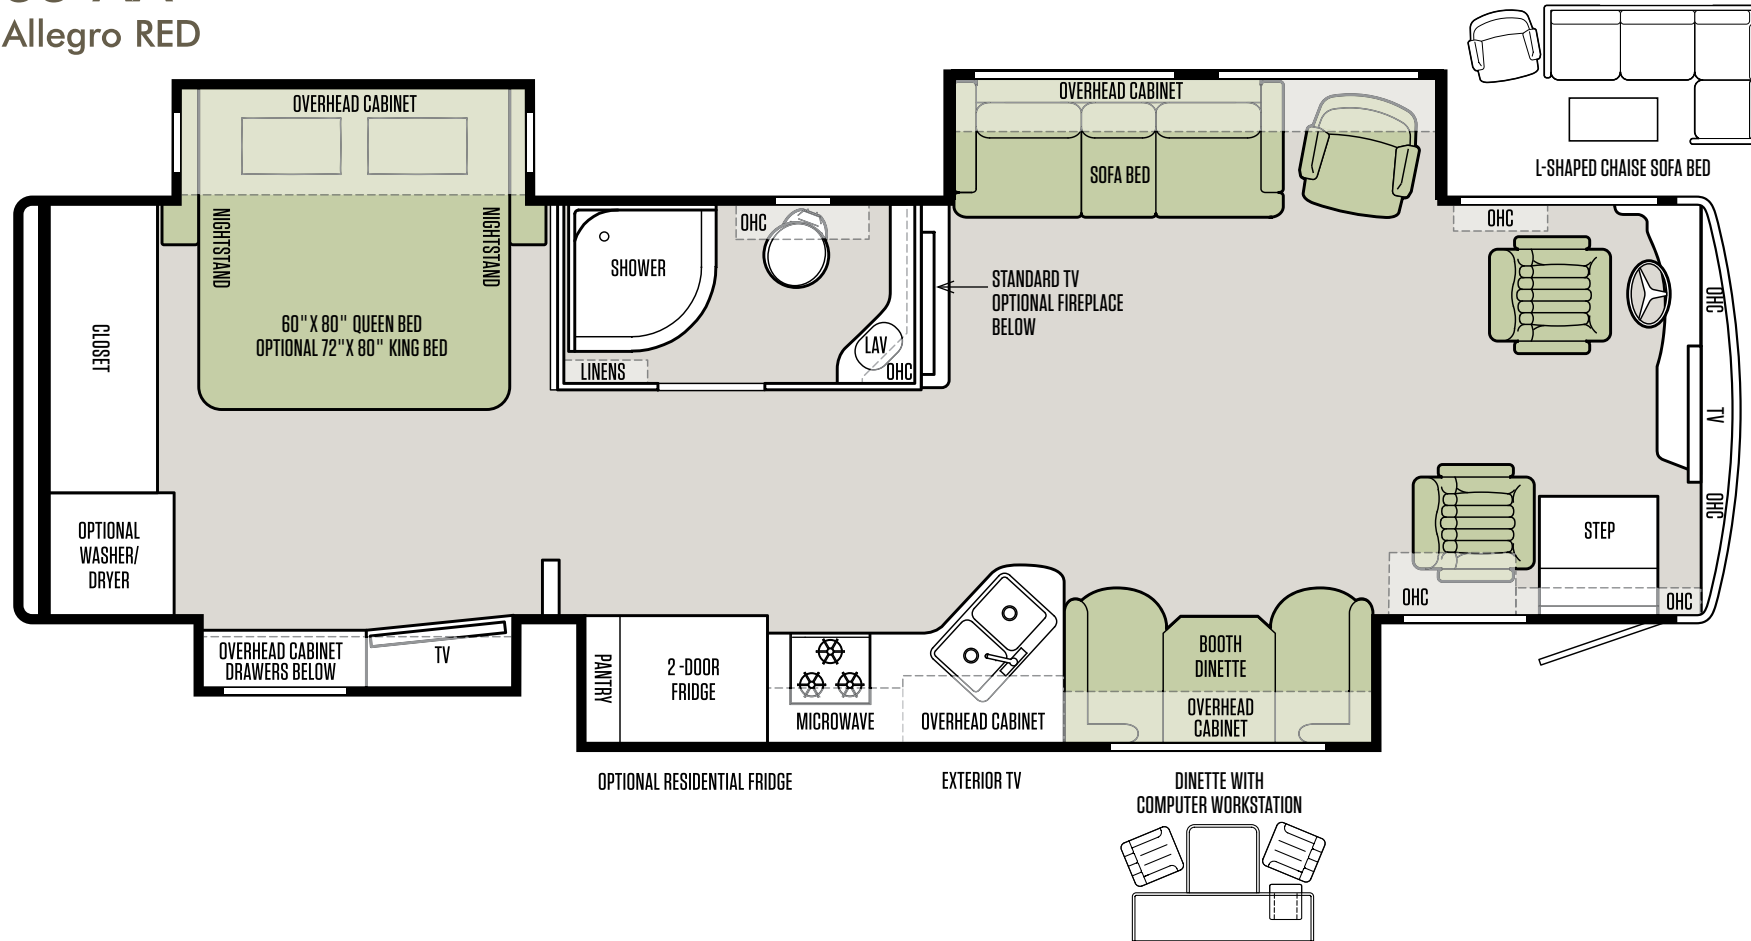 Allegro RED
OVERHEAD CABINET
NIGHTSTAND
NIGHTSTAND
60" X 80" QUEEN BED
OPTIONAL 72"X 80" KING BED
CLOSET
OPTIONAL
WASHER/
DRYER
OVERHEAD CABINET
DRAWERS BELOW
TV
SHOWER
LINENS
OHC
LAV
OHC
STANDARD TV
OPTIONAL FIREPLACE
BELOW
OVERHEAD CABINET
SOFA BED
L-SHAPED CHAISE SOFA BED
OHC
OHC
TV
OHC
STEP
OHC
OHC
PANTRY
2 -DOOR
FRIDGE
MICROWAVE
OVERHEAD CABINET
BOOTH
DINETTE
OVERHEAD
CABINET
OPTIONAL RESIDENTIAL FRIDGE
EXTERIOR TV
DINETTE WITH
COMPUTER WORKSTATION